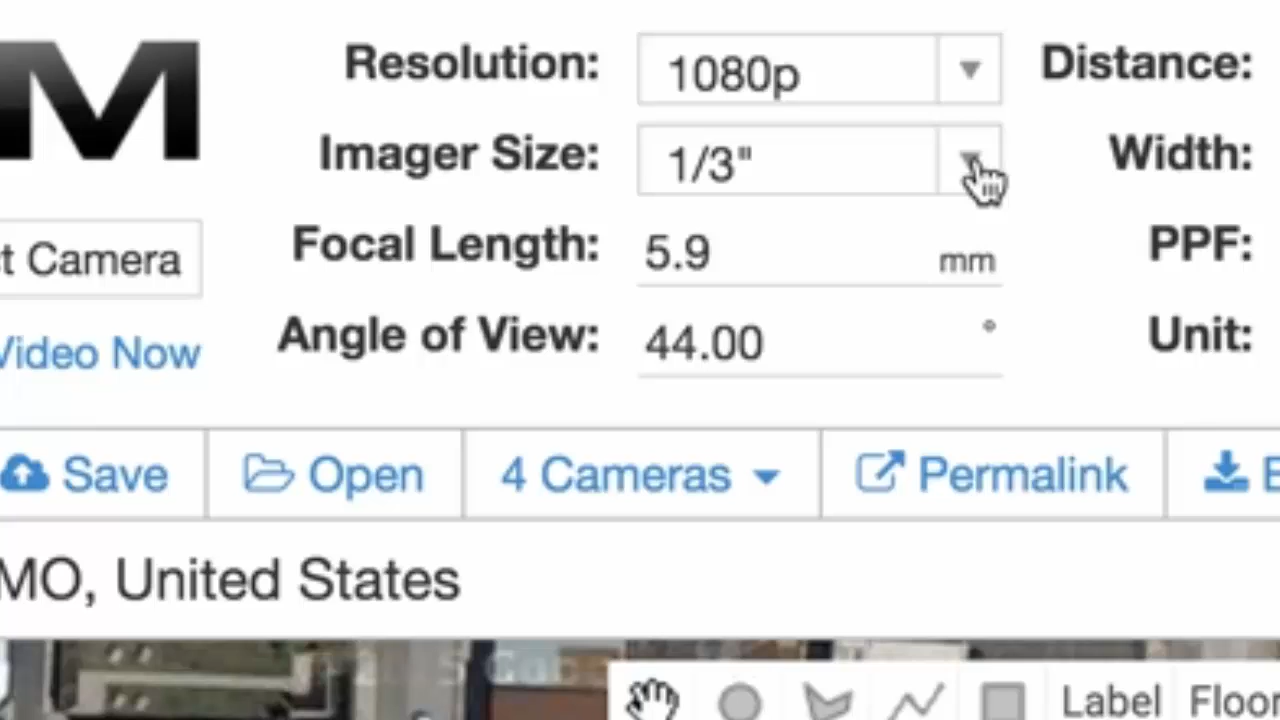 M
Resolution: 1080p Distance:
Imager Size: 1/3" Width:
t Camera Focal Length: 5.9 mm PPF:
Video Now Angle of View: 44.00 ° Unit:
Save Open 4 Cameras Permalink E
MO, United States
Label Floor